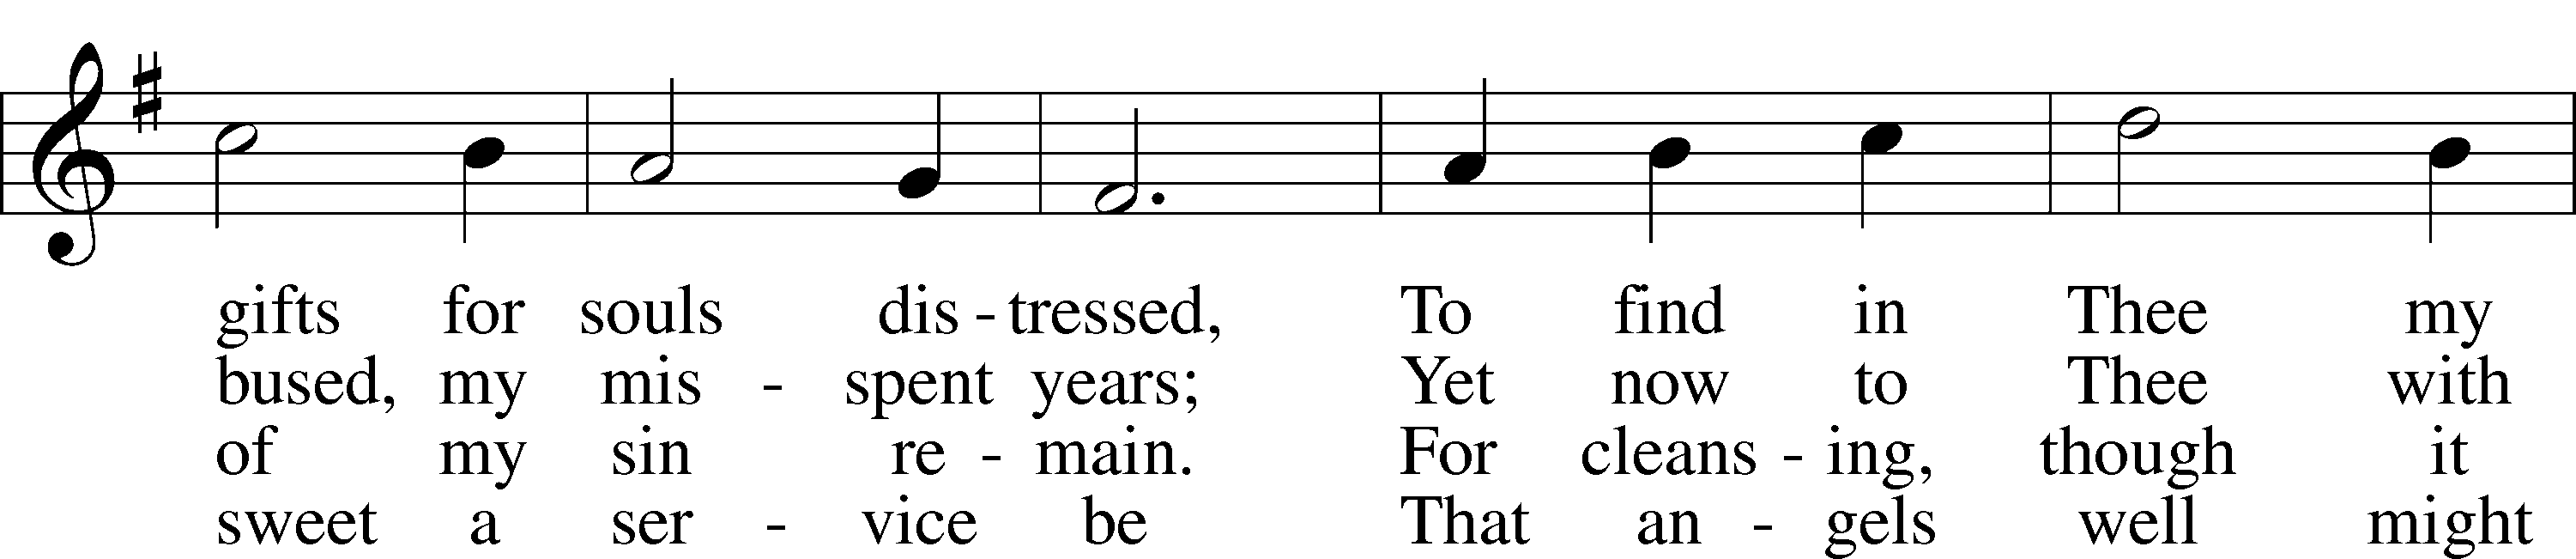 gifts for souls dis - tressed, To find in Thee my
bused, my mis - spent years; Yet now to Thee with
of my sin re - main. For cleans - ing, though it
sweet a ser - vice be That an - gels well might